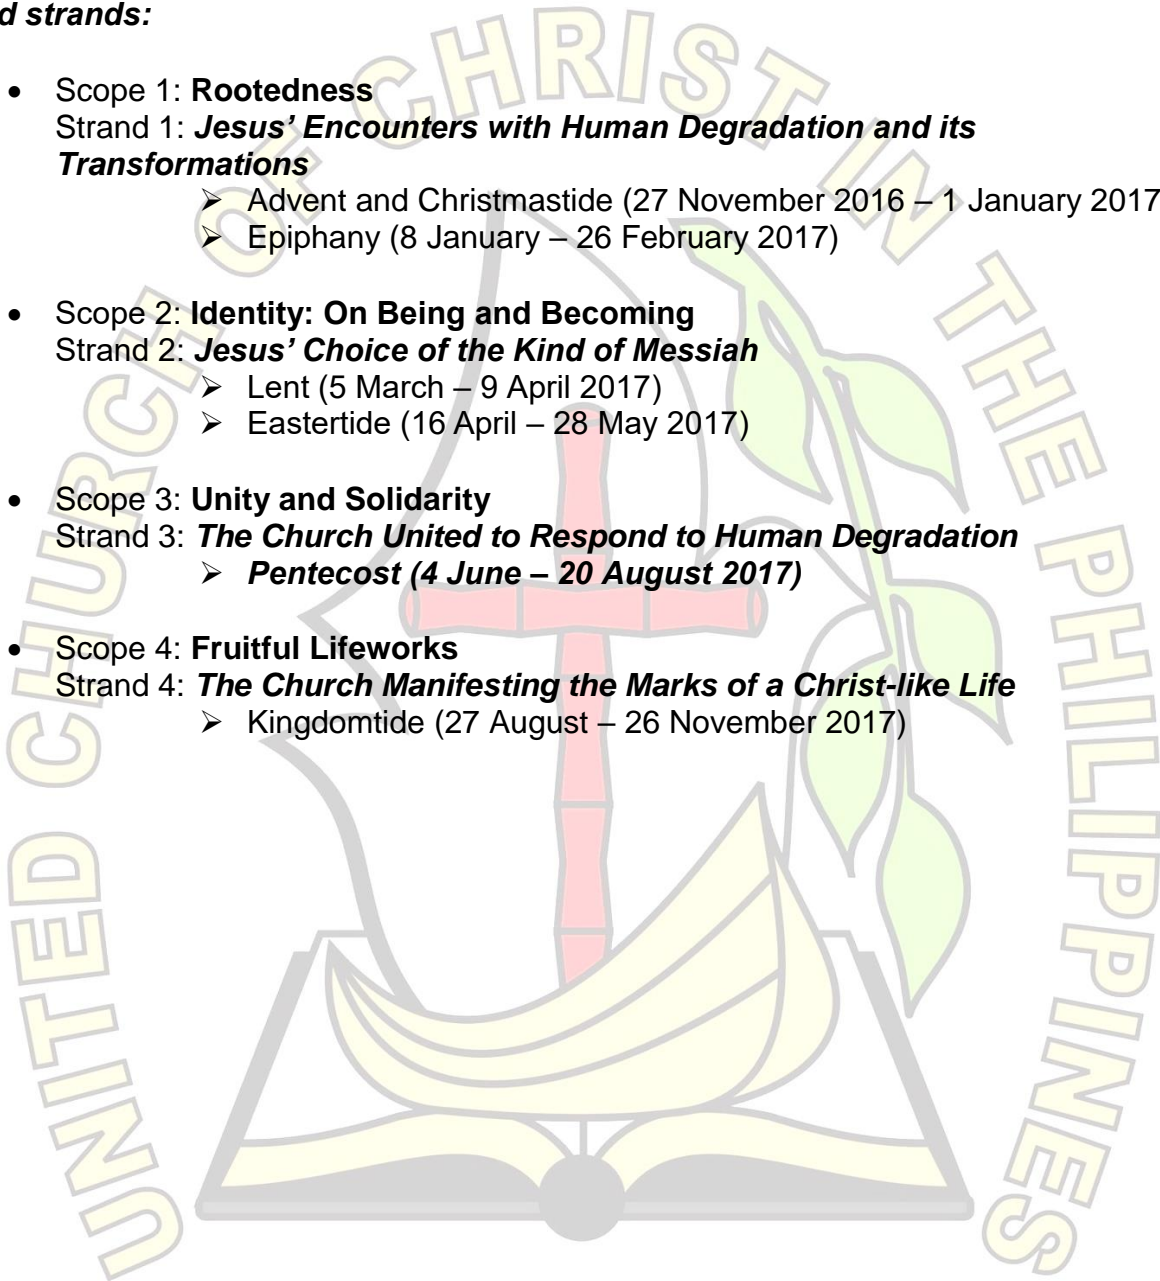 d strands:
• Scope 1: Rootedness
Strand 1: Jesus’ Encounters with Human Degradation and its
Transformations
➢ Advent and Christmastide (27 November 2016 – 1 January 2017
➢ Epiphany (8 January – 26 February 2017)
• Scope 2: Identity: On Being and Becoming
Strand 2: Jesus’ Choice of the Kind of Messiah
➢ Lent (5 March – 9 April 2017)
➢ Eastertide (16 April – 28 May 2017)
• Scope 3: Unity and Solidarity
Strand 3: The Church United to Respond to Human Degradation
➢ Pentecost (4 June – 20 August 2017)
• Scope 4: Fruitful Lifeworks
Strand 4: The Church Manifesting the Marks of a Christ-like Life
➢ Kingdomtide (27 August – 26 November 2017)
UNITED CHURCH OF CHRIST IN THE PHILIPPINES